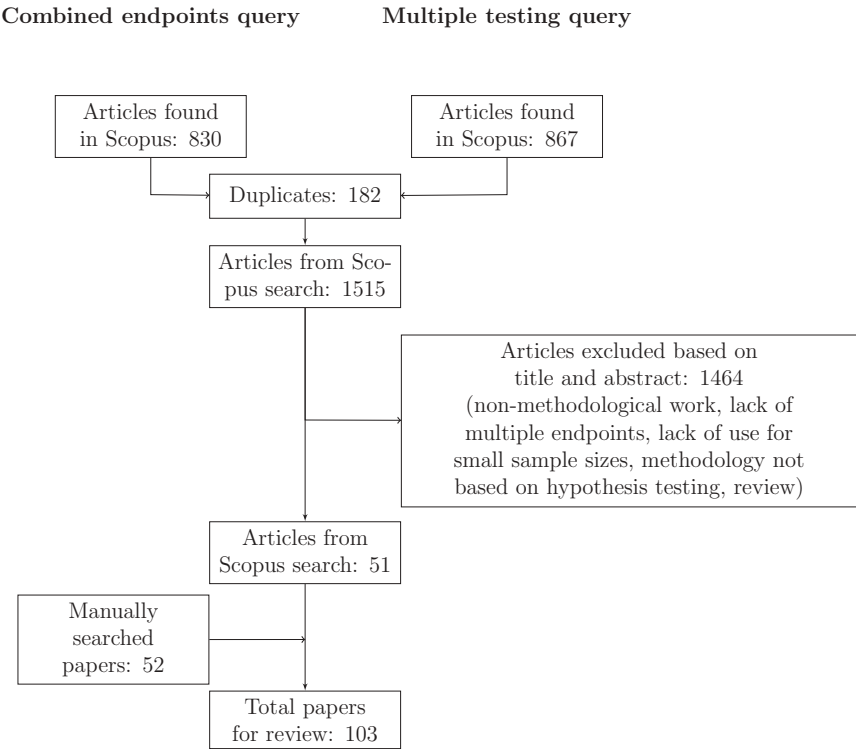 Combined endpoints query
Multiple testing query
Articles found
in Scopus: 830
Articles found
in Scopus: 867
Duplicates: 182
Articles from Sco-
pus search: 1515
Articles excluded based on
title and abstract: 1464
(non-methodological work, lack of
multiple endpoints, lack of use for
small sample sizes, methodology not
based on hypothesis testing, review)
Articles from
Scopus search: 51
Manually
searched
papers: 52
Total papers
for review: 103